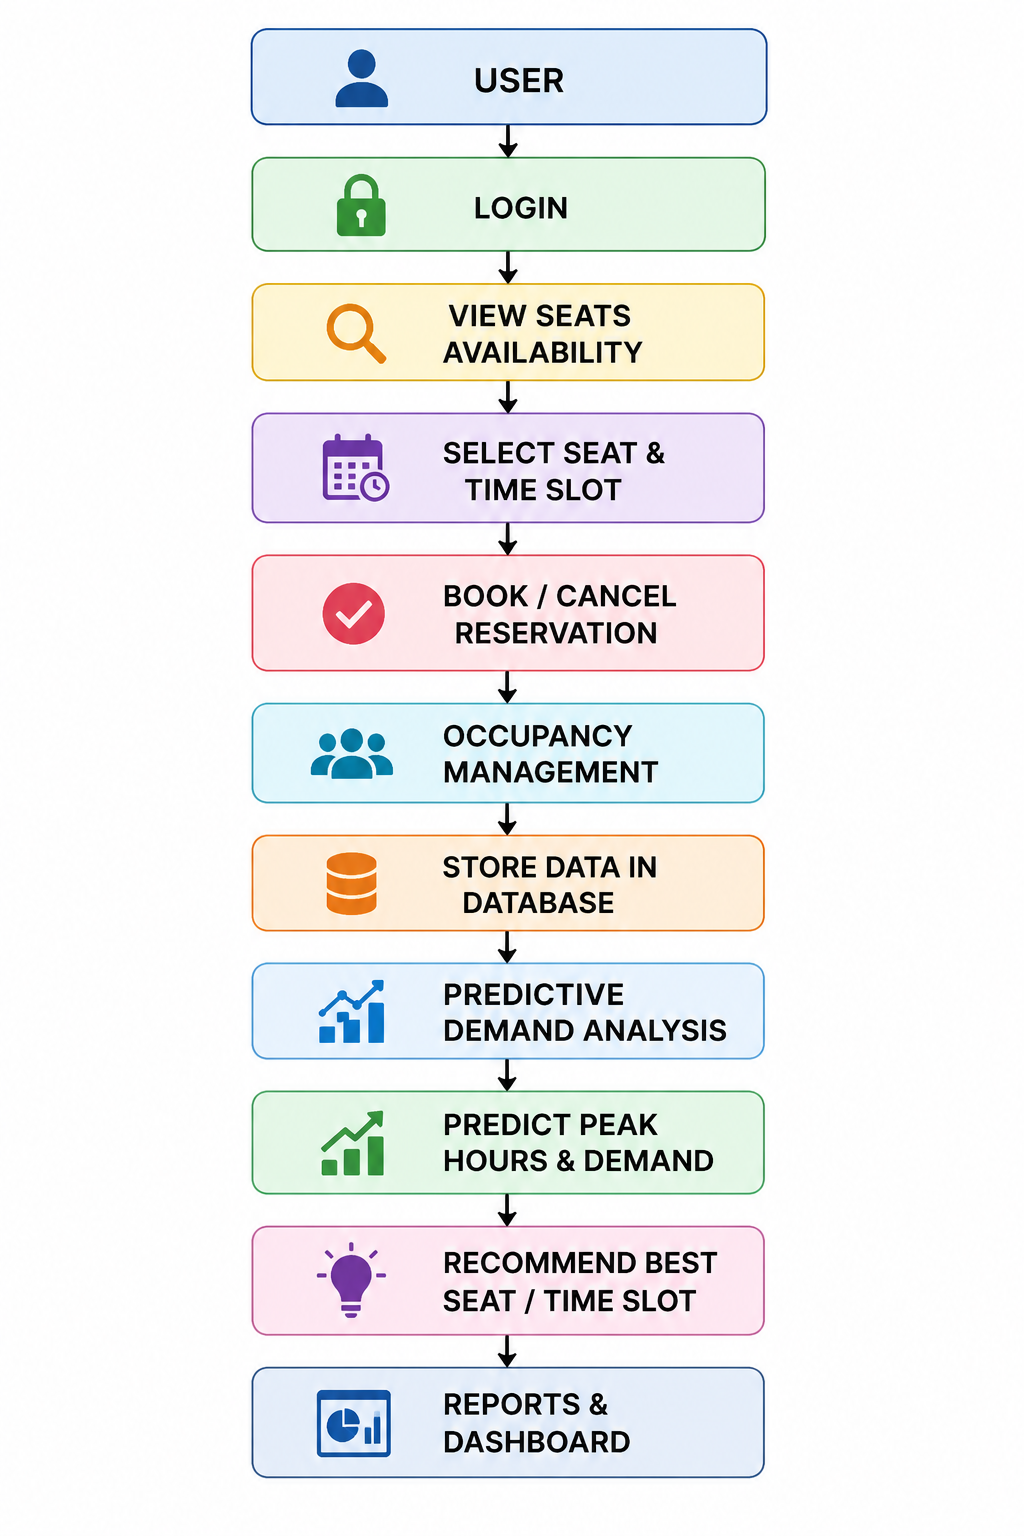 USER
LOGIN
VIEW SEATS
AVAILABILITY
SELECT SEAT &
TIME SLOT
BOOK / CANCEL
RESERVATION
OCCUPANCY
MANAGEMENT
STORE DATA IN
DATABASE
PREDICTIVE
DEMAND ANALYSIS
PREDICT PEAK
HOURS & DEMAND
RECOMMEND BEST
SEAT / TIME SLOT
REPORTS &
DASHBOARD